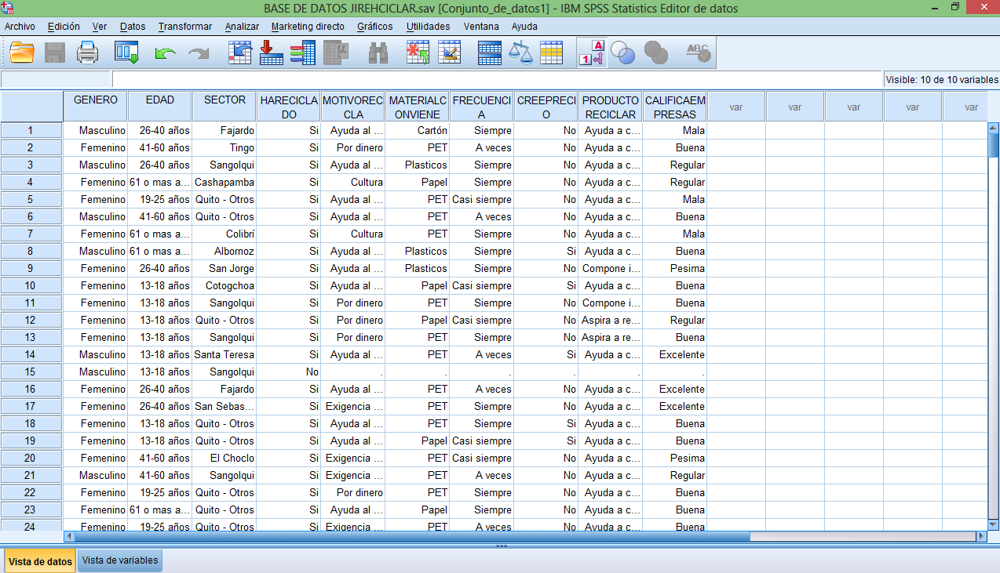 BASE DE DATOS JIREHCICLAR.sav [Conjunto_de_datos1] - IBM SPSS Statistics Editor de datos
Archivo Edición Ver Datos Transformar Analizar Marketing directo Gráficos Utilidades Ventana Ayuda
Visible: 10 de 10 variables
GENERO EDAD SECTOR HARECICLADO MOTIVORECCLA MATERIALCONVIENE FRECUENCIA CREEPRECIO PRODUCTORECICLAR CALIFICAEMPRESAS var var var var var
1 Masculino 26-40 años Fajardo Si Ayuda al ... Cartón Siempre No Ayuda a c... Mala
2 Femenino 41-60 años Tingo Si Por dinero PET A veces No Ayuda a c... Buena
3 Masculino 26-40 años Sangolqui Si Ayuda al ... Plasticos Siempre No Ayuda a c... Regular
4 Femenino 61 o mas a... Cashapamba Si Cultura Papel Siempre No Ayuda a c... Regular
5 Femenino 19-25 años Quito - Otros Si Ayuda al ... PET Casi siempre No Ayuda a c... Mala
6 Masculino 41-60 años Quito - Otros Si Ayuda al ... PET A veces No Ayuda a c... Buena
7 Femenino 61 o mas a... Colibrí Si Cultura PET Siempre No Ayuda a c... Mala
8 Masculino 61 o mas a... Albornoz Si Ayuda al ... Plasticos Siempre Si Ayuda a c... Buena
9 Femenino 26-40 años San Jorge Si Ayuda al ... Plasticos Siempre No Compone i... Pesima
10 Femenino 13-18 años Cotogchoa Si Ayuda al ... Papel Casi siempre Si Ayuda a c... Buena
11 Femenino 13-18 años Sangolqui Si Por dinero PET Siempre No Compone i... Buena
12 Femenino 13-18 años Quito - Otros Si Por dinero Papel Casi siempre No Aspira a re... Regular
13 Femenino 13-18 años Sangolqui Si Por dinero PET Siempre No Aspira a re... Buena
14 Masculino 13-18 años Santa Teresa Si Ayuda al ... PET A veces Si Ayuda a c... Excelente
15 Masculino 13-18 años Sangolqui No . . . . . .
16 Femenino 26-40 años Fajardo Si Ayuda al ... PET A veces No Ayuda a c... Excelente
17 Femenino 26-40 años San Sebas... Si Exigencia ... PET Siempre No Ayuda a c... Excelente
18 Femenino 13-18 años Quito - Otros Si Ayuda al ... PET Siempre Si Ayuda a c... Buena
19 Femenino 13-18 años Quito - Otros Si Ayuda al ... Papel Casi siempre Si Ayuda a c... Buena
20 Femenino 41-60 años El Choclo Si Exigencia ... PET Casi siempre No Ayuda a c... Pesima
21 Masculino 41-60 años Sangolqui Si Exigencia ... PET A veces No Ayuda a c... Regular
22 Femenino 19-25 años Quito - Otros Si Por dinero PET Siempre No Ayuda a c... Buena
23 Femenino 61 o mas a... Quito - Otros Si Ayuda al ... Papel Siempre No Ayuda a c... Buena
24 Femenino 19-25 años Quito - Otros Si Exigencia ... PET A veces No Ayuda a c... Buena
Vista de datos Vista de variables